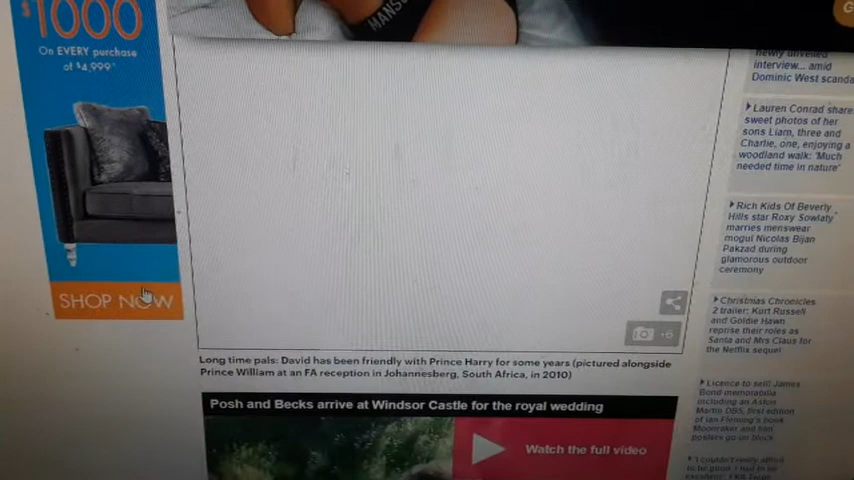 $1000
On EVERY purchase
of $4,999*
SHOP NOW
MANS
+6
Long time pals: David has been friendly with Prince Harry for some years (pictured alongside
Prince William at an FA reception in Johannesberg, South Africa, in 2010)
Posh and Becks arrive at Windsor Castle for the royal wedding
Watch the full video
G
newly unveiled
interview... amid
Dominic West scanda
Lauren Conrad share
sweet photos of her
sons Liam, three and
Charlie, one, enjoying a
woodland walk: 'Much
needed time in nature'
Rich Kids Of Beverly
Hills star Roxy Sowlaty
marries menswear
mogul Nicolas Bijan
Pakzad during
glamorous outdoor
ceremony
Christmas Chronicles
2 trailer: Kurt Russell
and Goldie Hawn
reprise their roles as
Santa and Mrs Claus for
the Netflix sequel
Licence to sell! James
Bond memorabilia
including an Aston
Martin DB5, first edition
of Ian Fleming's book
Moonraker and film
posters go on block